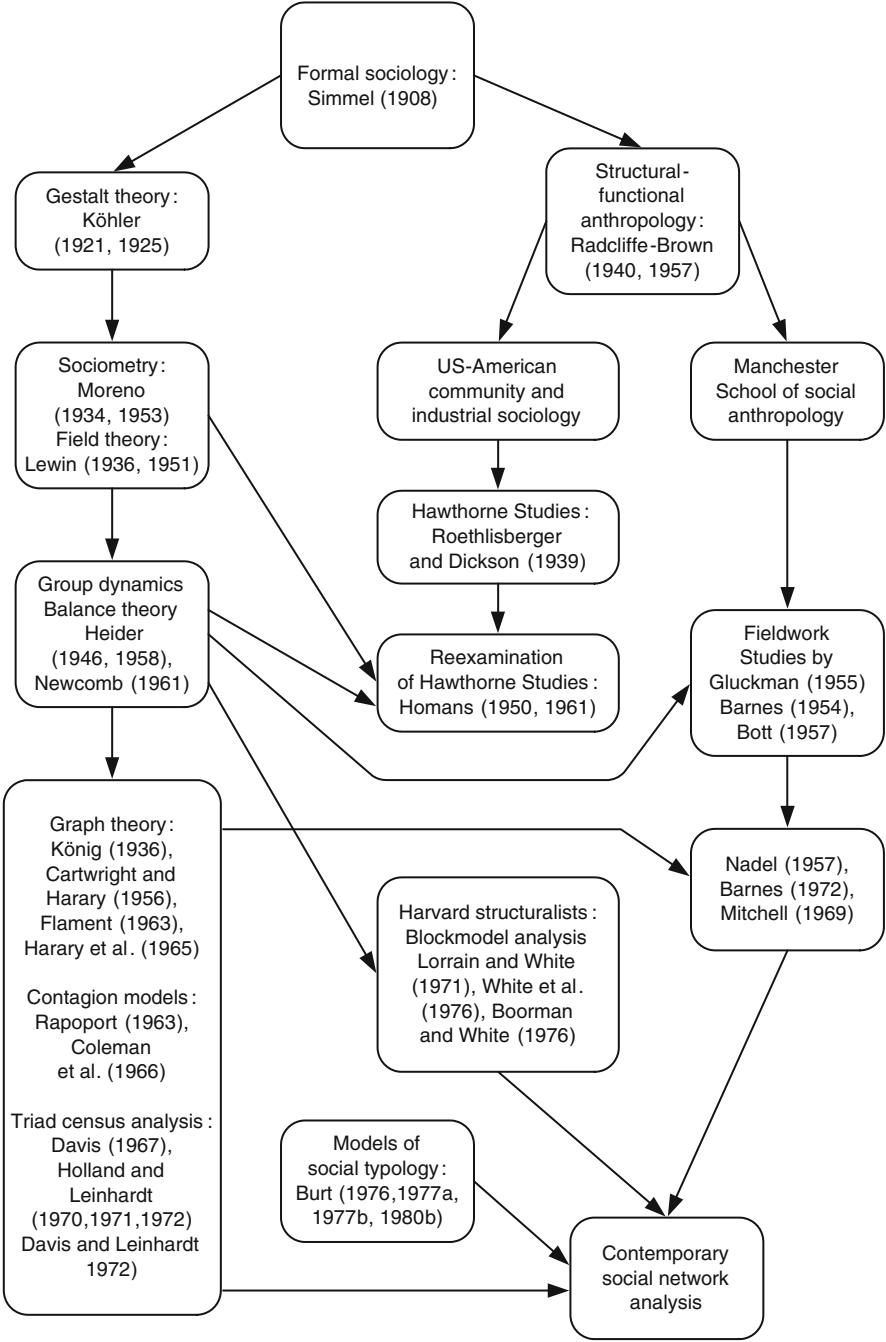 Formal sociology:
Simmel (1908)
Gestalt theory:
Köhler
(1921, 1925)
Structural-
functional
anthropology:
Radcliffe-Brown
(1940, 1957)
Sociometry:
Moreno
(1934, 1953)
Field theory:
Lewin (1936, 1951)
US-American
community and
industrial sociology
Manchester
School of social
anthropology
Hawthorne Studies:
Roethlisberger
and Dickson (1939)
Group dynamics
Balance theory
Heider
(1946, 1958),
Newcomb (1961)
Reexamination
of Hawthorne Studies:
Homans (1950, 1961)
Fieldwork
Studies by
Gluckman (1955)
Barnes (1954),
Bott (1957)
Graph theory:
König (1936),
Cartwright and
Harary (1956),
Flament (1963),
Harary et al. (1965)
Contagion models:
Rapoport (1963),
Coleman
et al. (1966)
Triad census analysis:
Davis (1967),
Holland and
Leinhardt
(1970,1971,1972)
Davis and Leinhardt
1972)
Nadel (1957),
Barnes (1972),
Mitchell (1969)
Harvard structuralists:
Blockmodel analysis
Lorrain and White
(1971), White et al.
(1976), Boorman
and White (1976)
Models of
social typology:
Burt (1976,1977a,
1977b, 1980b)
Contemporary
social network
analysis